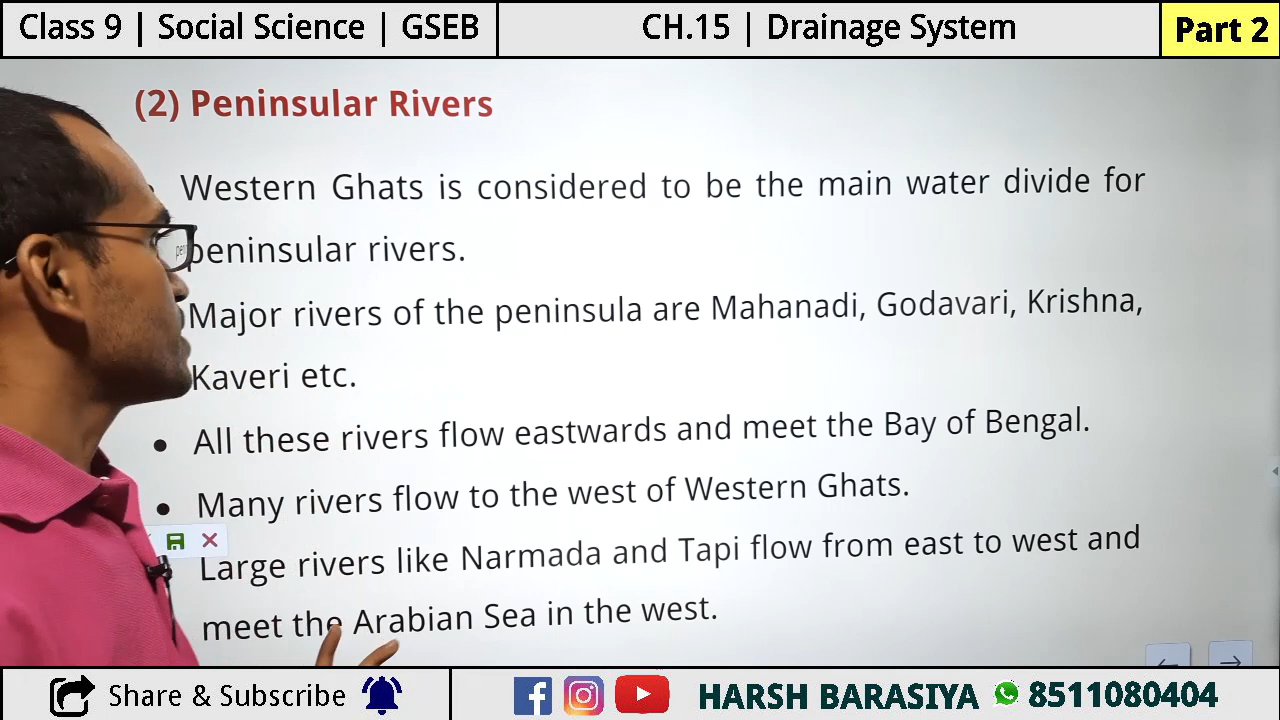 Class 9 | Social Science | GSEB
CH.15 | Drainage System
Part 2
(2) Peninsular Rivers
Western Ghats is considered to be the main water divide for
peninsular rivers.
Major rivers of the peninsula are Mahanadi, Godavari, Krishna,
Kaveri etc.
• All these rivers flow eastwards and meet the Bay of Bengal.
• Many rivers flow to the west of Western Ghats.
Large rivers like Narmada and Tapi flow from east to west and
meet the Arabian Sea in the west.
Share & Subscribe
HARSH BARASIYA 8511080404